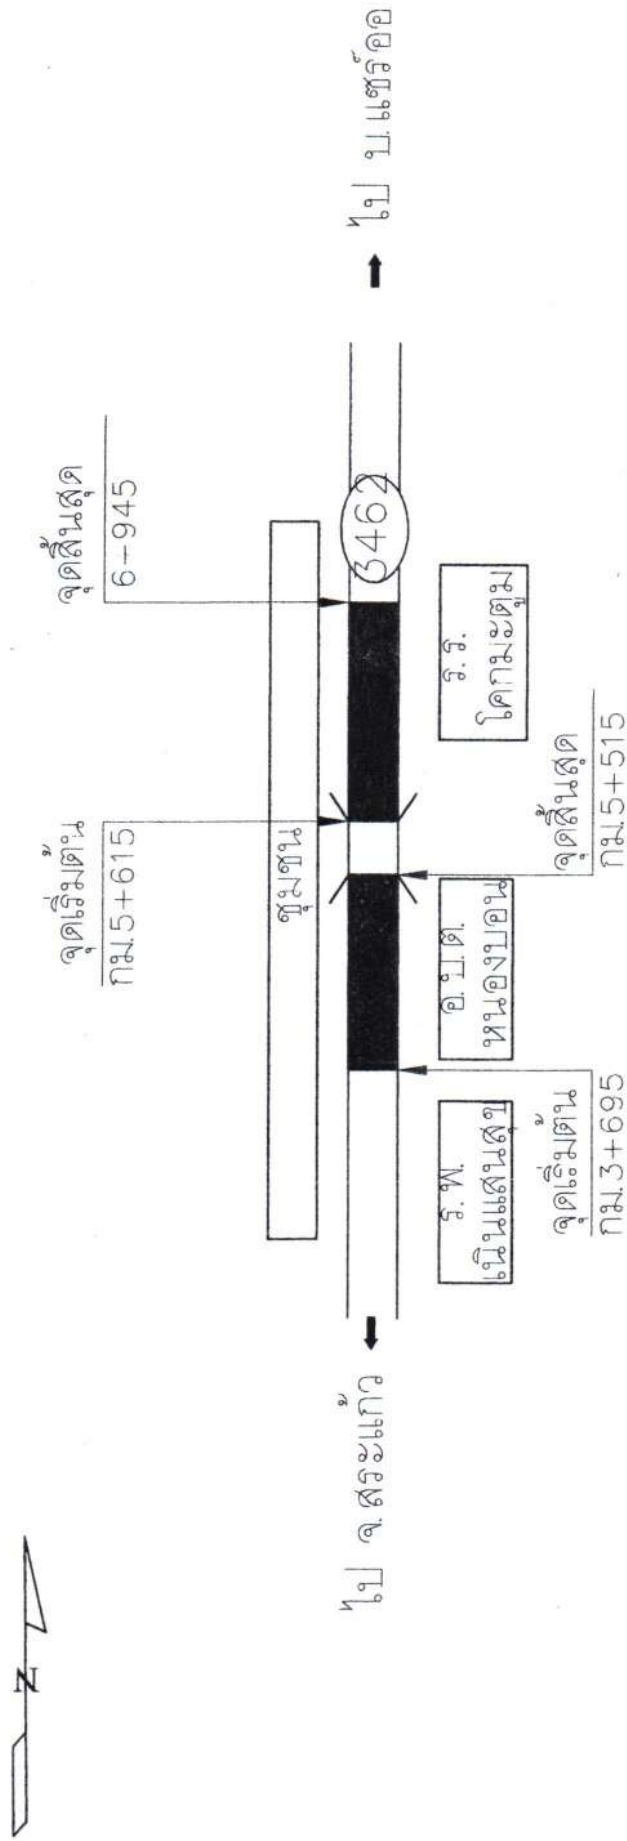 N
จุดเริ่มต้น
กม.5+615
จุดสิ้นสุด
6-945
ชุมชน
ไป จ.สระแก้ว
3462
ไป บ.แซร์ออ
ร.พ.
เนินแสนสุข
อ.บ.ต.
หนองบอน
ร.ร.
โคกมะตูม
จุดเริ่มต้น
กม.3+695
จุดสิ้นสุด
กม.5+515